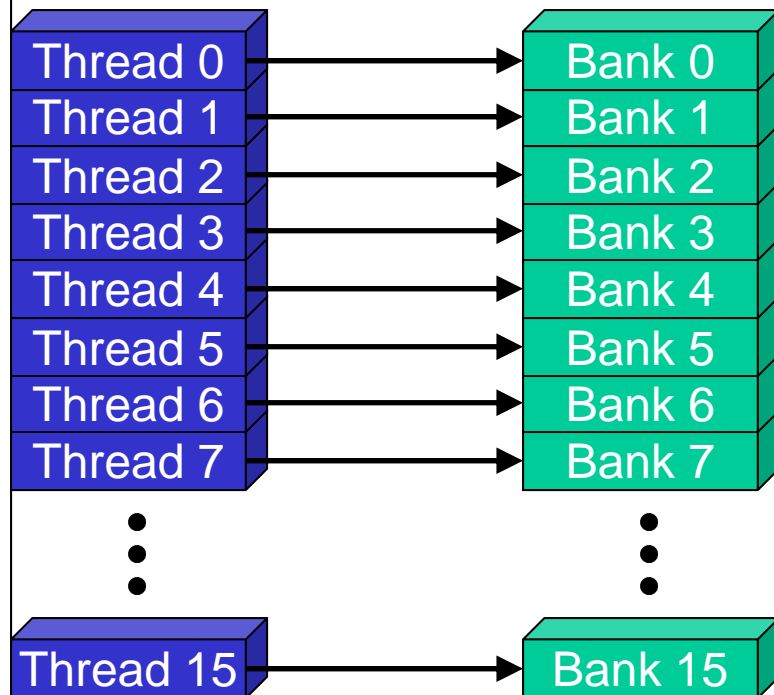 Thread 0 Bank 0
Thread 1 Bank 1
Thread 2 Bank 2
Thread 3 Bank 3
Thread 4 Bank 4
Thread 5 Bank 5
Thread 6 Bank 6
Thread 7 Bank 7
Thread 15 Bank 15